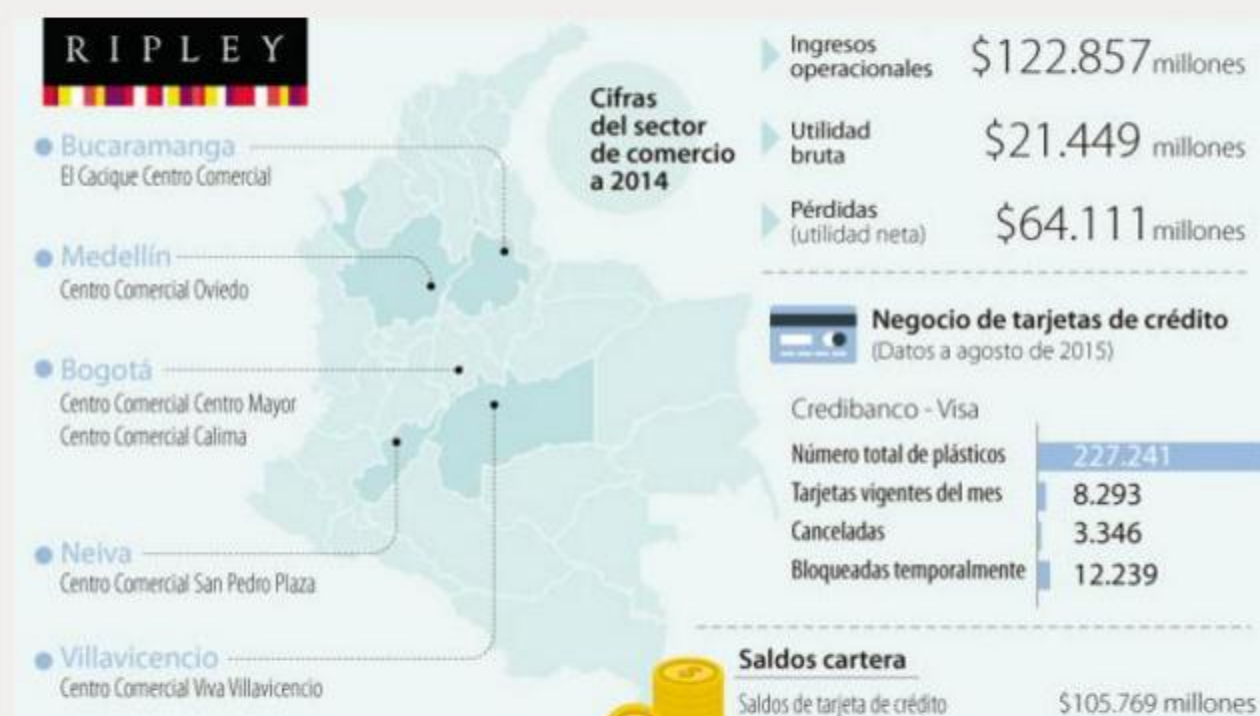 RIPLEY
Bucaramanga
El Cacique Centro Comercial
Medellín
Centro Comercial Oviedo
Bogotá
Centro Comercial Centro Mayor
Centro Comercial Calima
Neiva
Centro Comercial San Pedro Plaza
Villavicencio
Centro Comercial Viva Villavicencio
Cifras
del sector
de comercio
a 2014
Ingresos
operacionales
$122.857 millones
Utilidad
bruta
$21.449 millones
Pérdidas
(utilidad neta)
$64.111 millones
Negocio de tarjetas de crédito
(Datos a agosto de 2015)
Credibanco - Visa
Número total de plásticos 227.241
Tarjetas vigentes del mes 8.293
Canceladas 3.346
Bloqueadas temporalmente 12.239
Saldos cartera
Saldos de tarjeta de crédito $105.769 millones